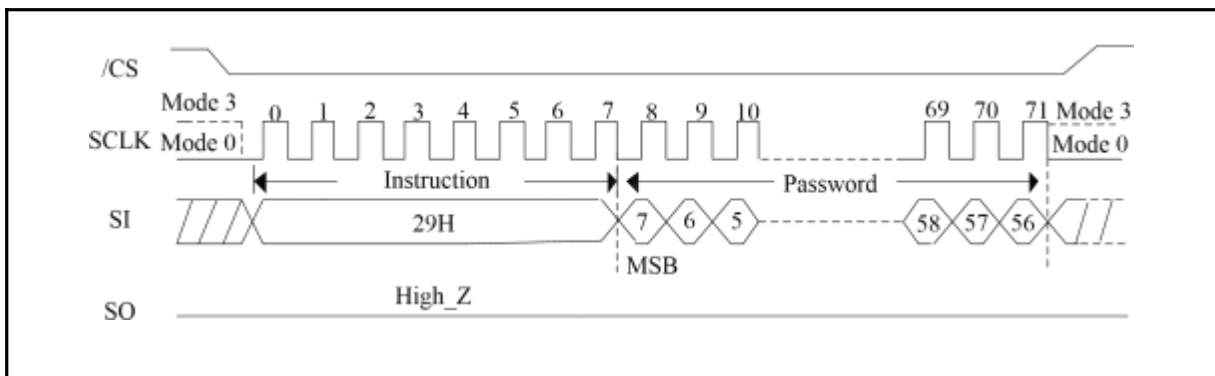 /CS
Mode 3 0 1 2 3 4 5 6 7 8 9 10 69 70 71 Mode 3
SCLK Mode 0 Mode 0
Instruction Password
SI 29H 7 6 5 58 57 56
MSB
High_Z
SO